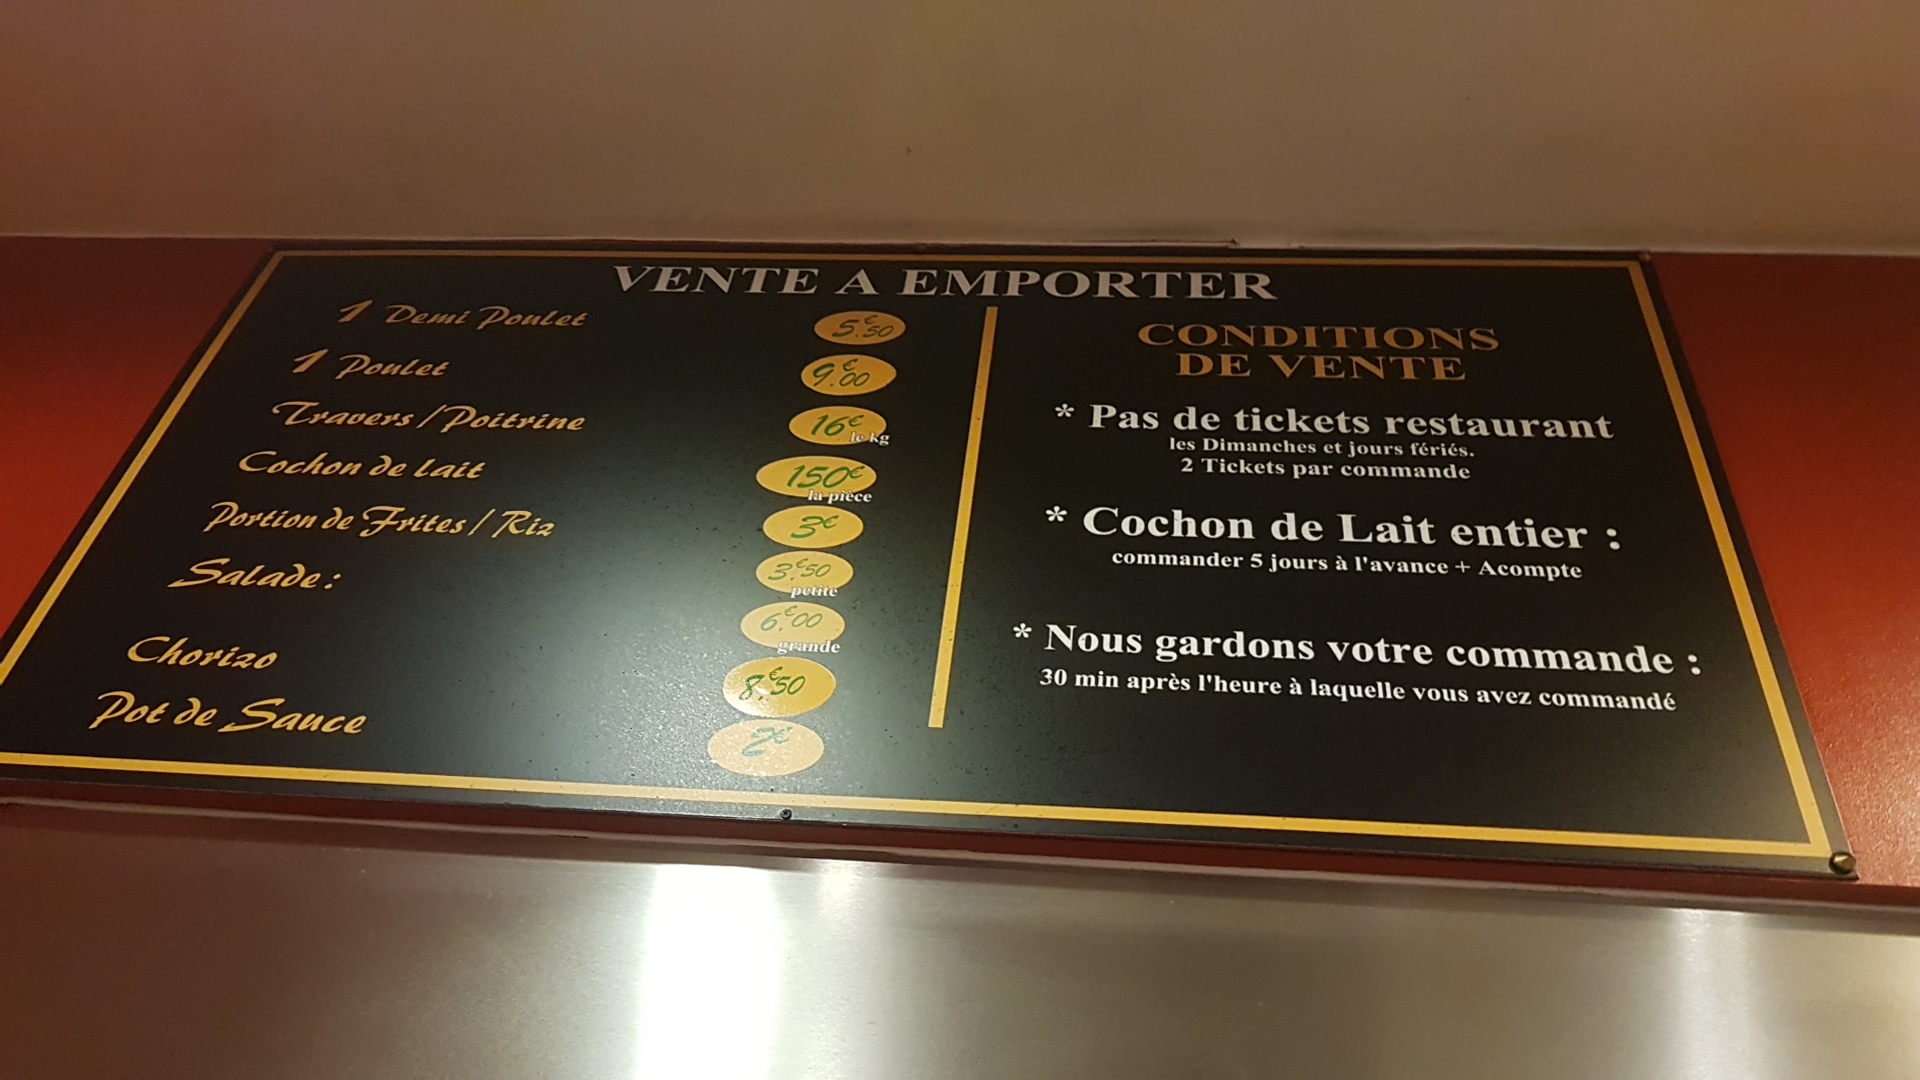 VENTE A EMPORTER
1 Demi Poulet 5.€50
1 Poulet 9.€00
Travers / Poitrine 16€ le kg
Cochon de lait 150€ la pièce
Portion de Frites / Riz 3€
Salade : 3.€50 petite
6.€00 grande
Chorizo 8.€50
Pot de Sauce 2€
CONDITIONS
DE VENTE
* Pas de tickets restaurant
les Dimanches et jours fériés.
2 Tickets par commande
* Cochon de Lait entier :
commander 5 jours à l'avance + Acompte
* Nous gardons votre commande :
30 min après l'heure à laquelle vous avez commandé